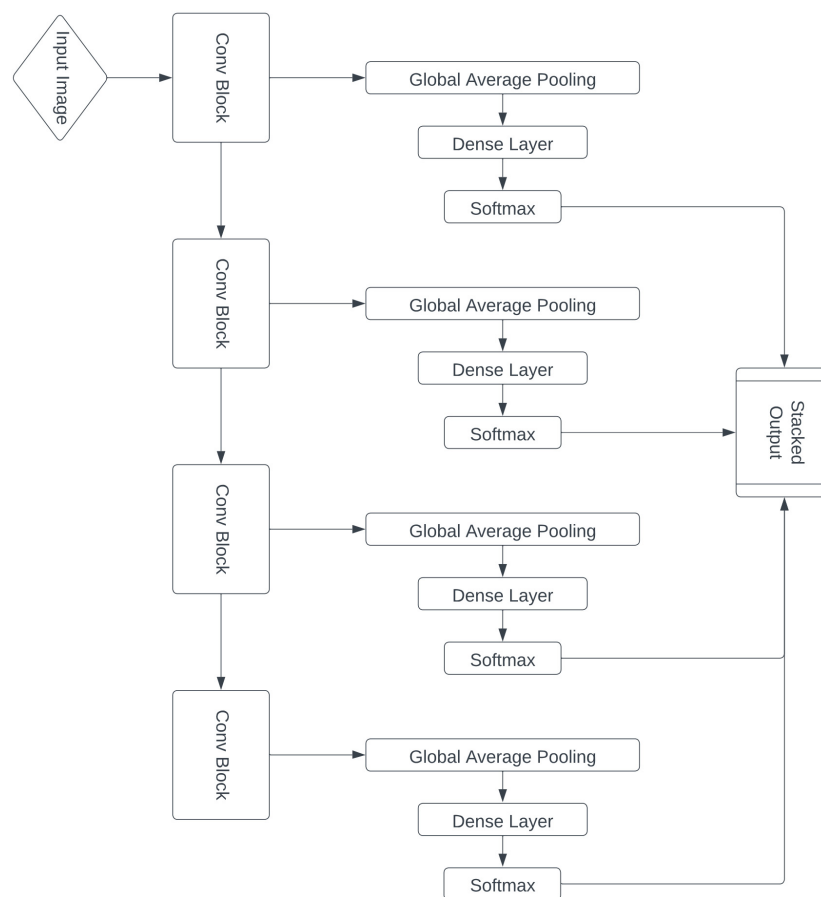 Input Image
Conv Block
Global Average Pooling
Dense Layer
Softmax
Conv Block
Global Average Pooling
Dense Layer
Softmax
Stacked
Output
Conv Block
Global Average Pooling
Dense Layer
Softmax
Conv Block
Global Average Pooling
Dense Layer
Softmax